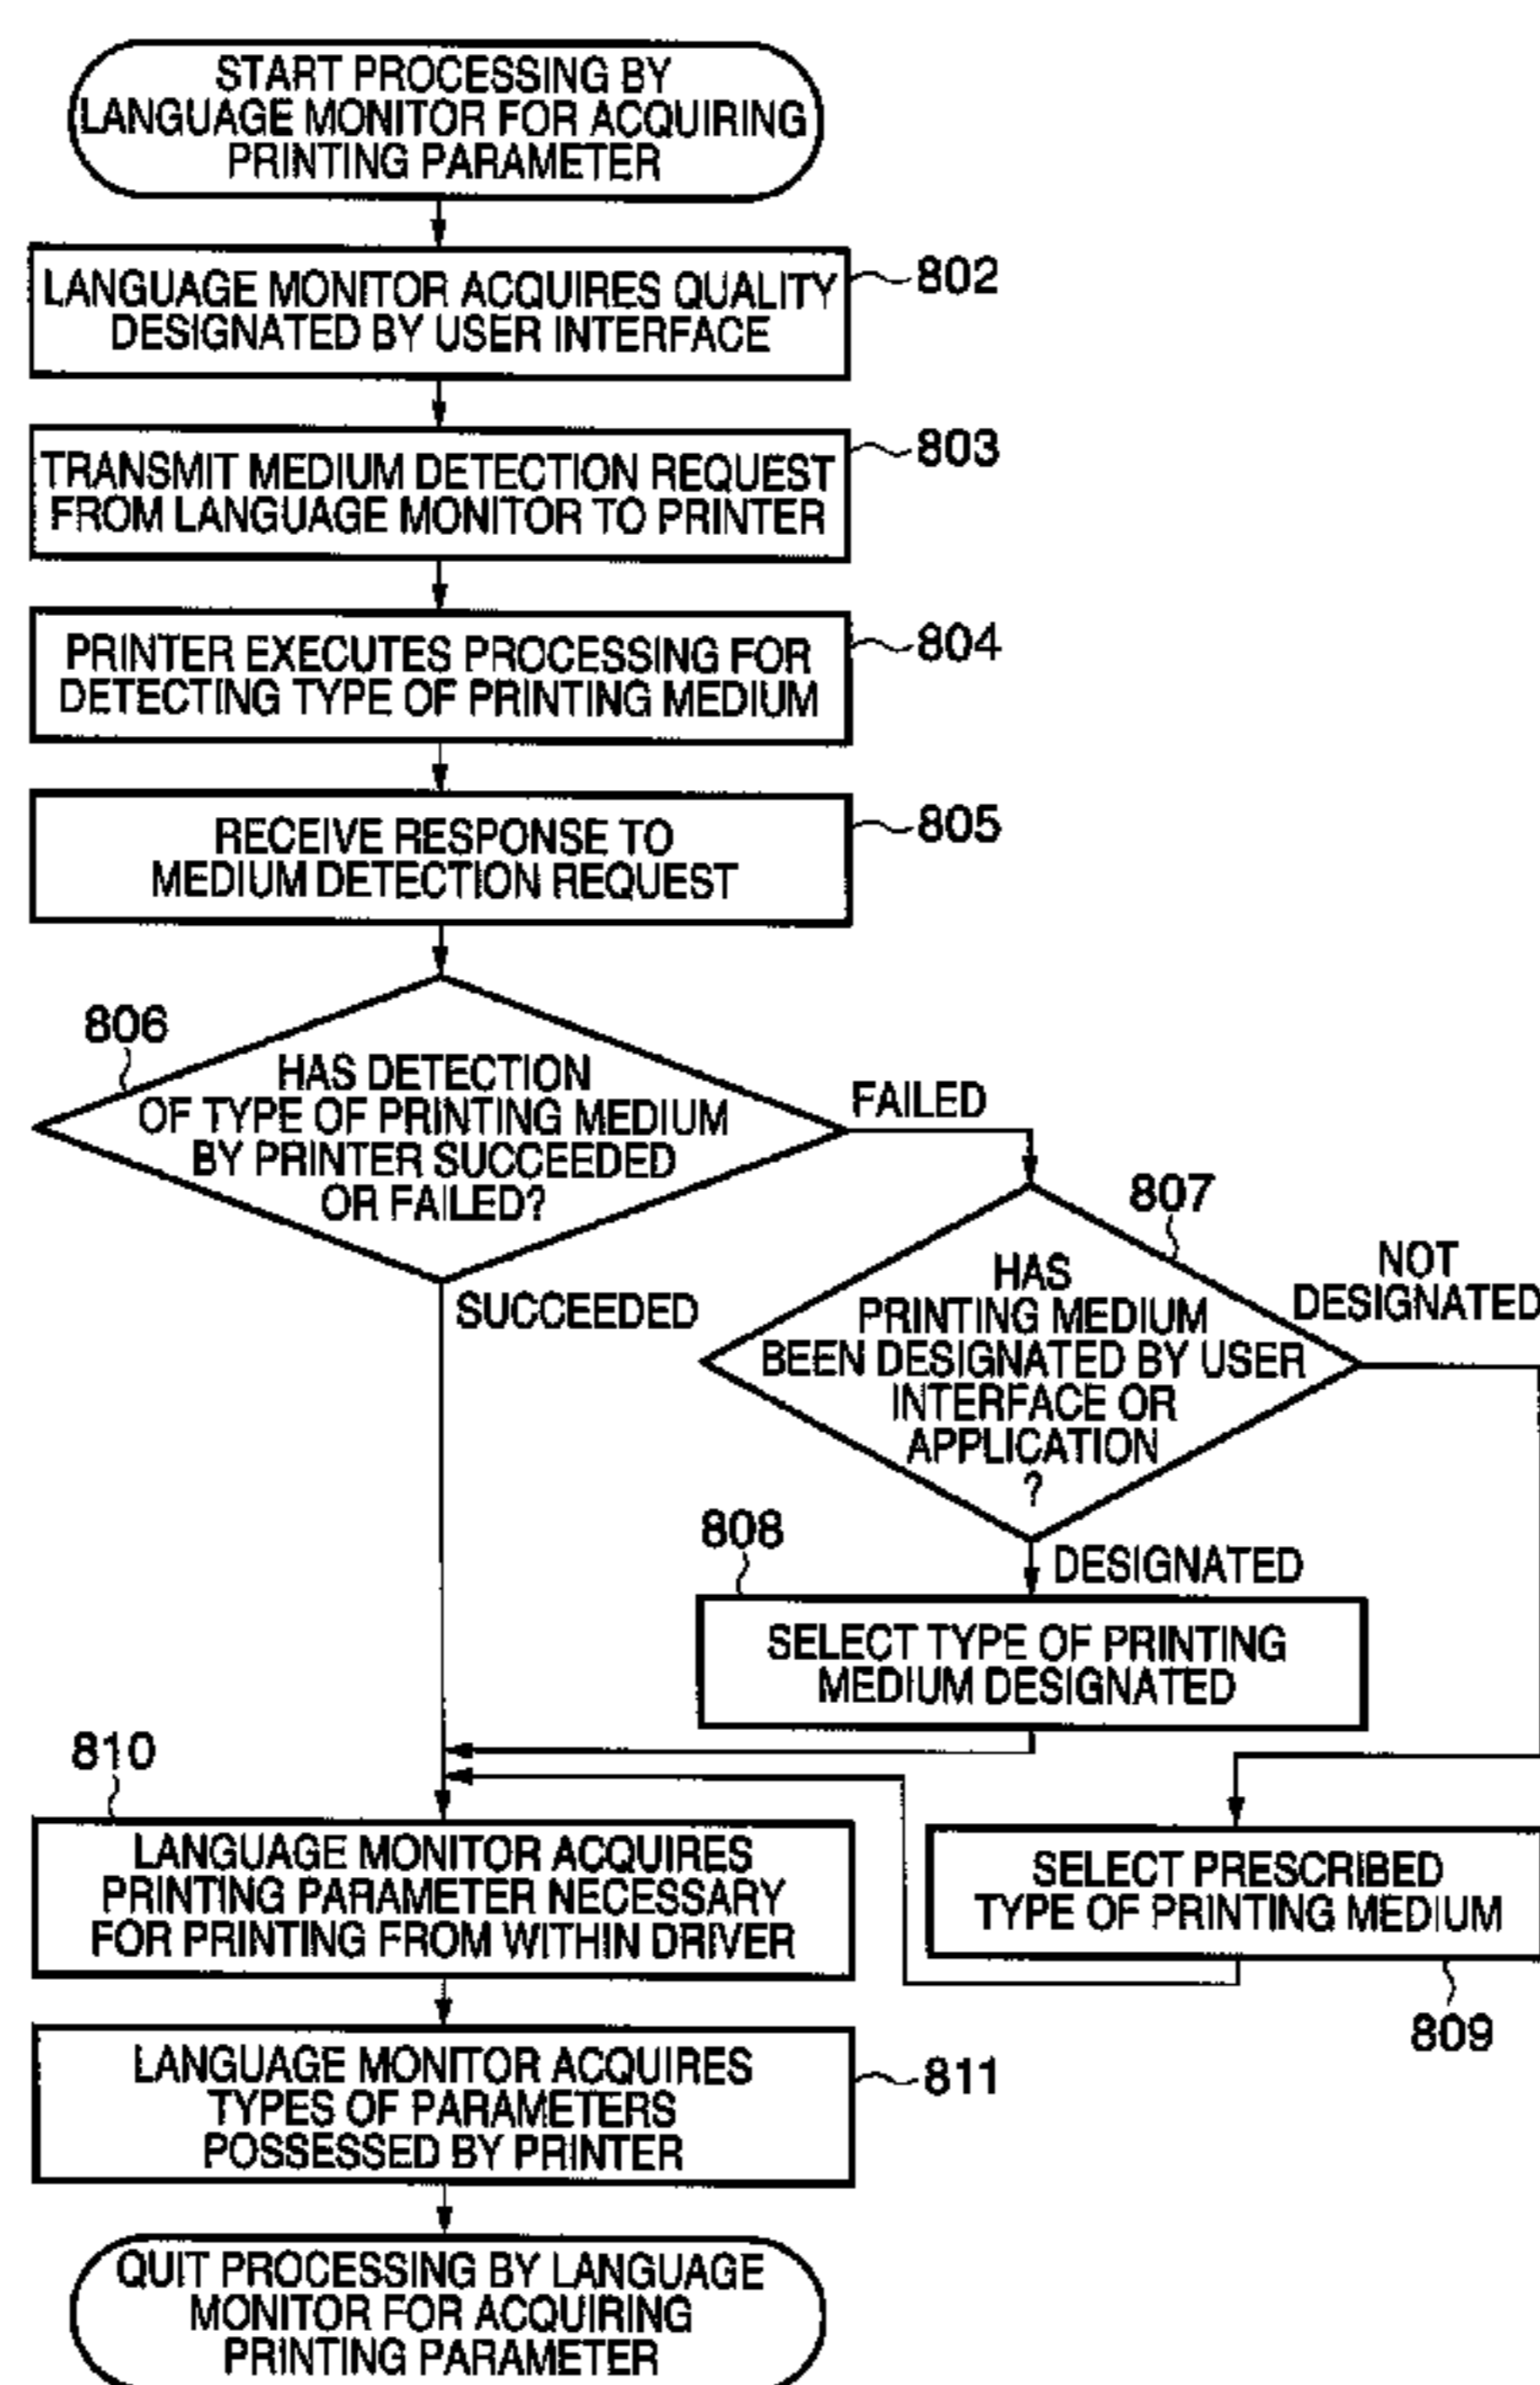 START PROCESSING BY
LANGUAGE MONITOR FOR ACQUIRING
PRINTING PARAMETER
LANGUAGE MONITOR ACQUIRES QUALITY
DESIGNATED BY USER INTERFACE
802
TRANSMIT MEDIUM DETECTION REQUEST
FROM LANGUAGE MONITOR TO PRINTER
803
PRINTER EXECUTES PROCESSING FOR
DETECTING TYPE OF PRINTING MEDIUM
804
RECEIVE RESPONSE TO
MEDIUM DETECTION REQUEST
805
806
HAS DETECTION
OF TYPE OF PRINTING MEDIUM
BY PRINTER SUCCEEDED
OR FAILED?
FAILED
SUCCEEDED
807
HAS
PRINTING MEDIUM
BEEN DESIGNATED BY USER
INTERFACE OR
APPLICATION
?
NOT
DESIGNATED
DESIGNATED
808
SELECT TYPE OF PRINTING
MEDIUM DESIGNATED
810
LANGUAGE MONITOR ACQUIRES
PRINTING PARAMETER NECESSARY
FOR PRINTING FROM WITHIN DRIVER
SELECT PRESCRIBED
TYPE OF PRINTING MEDIUM
809
LANGUAGE MONITOR ACQUIRES
TYPES OF PARAMETERS
POSSESSED BY PRINTER
811
QUIT PROCESSING BY LANGUAGE
MONITOR FOR ACQUIRING
PRINTING PARAMETER